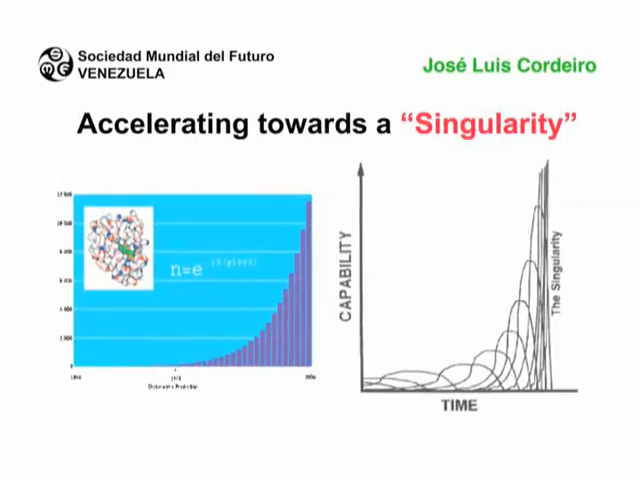 Sociedad Mundial del Futuro
VENEZUELA
José Luis Cordeiro
Accelerating towards a “Singularity”
n=e
CAPABILITY
The Singularity
TIME